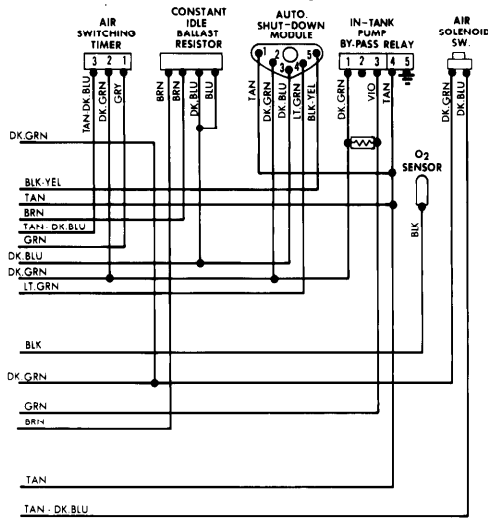 AIR
SWITCHING
TIMER
CONSTANT
IDLE
BALLAST
RESISTOR
AUTO.
SHUT-DOWN
MODULE
IN-TANK
PUMP
BY-PASS RELAY
AIR
SOLENOID
SW.
3 2 1
1 2 3 4 5
1 2 3 4 5
TAN-DK.BLU
DK.GRN
GRY
BRN
BRN
DK.BLU
BLU
TAN
DK.GRN
DK.BLU
LT.GRN
BLK-YEL
DK.GRN
VIO
TAN
DK.GRN
DK.BLU
O2
SENSOR
BLK
DK.GRN
BLK-YEL
TAN
BRN
TAN - DK.BLU
GRN
DK.BLU
DK.GRN
LT.GRN
BLK
DK.GRN
GRN
BRN
TAN
TAN - DK.BLU